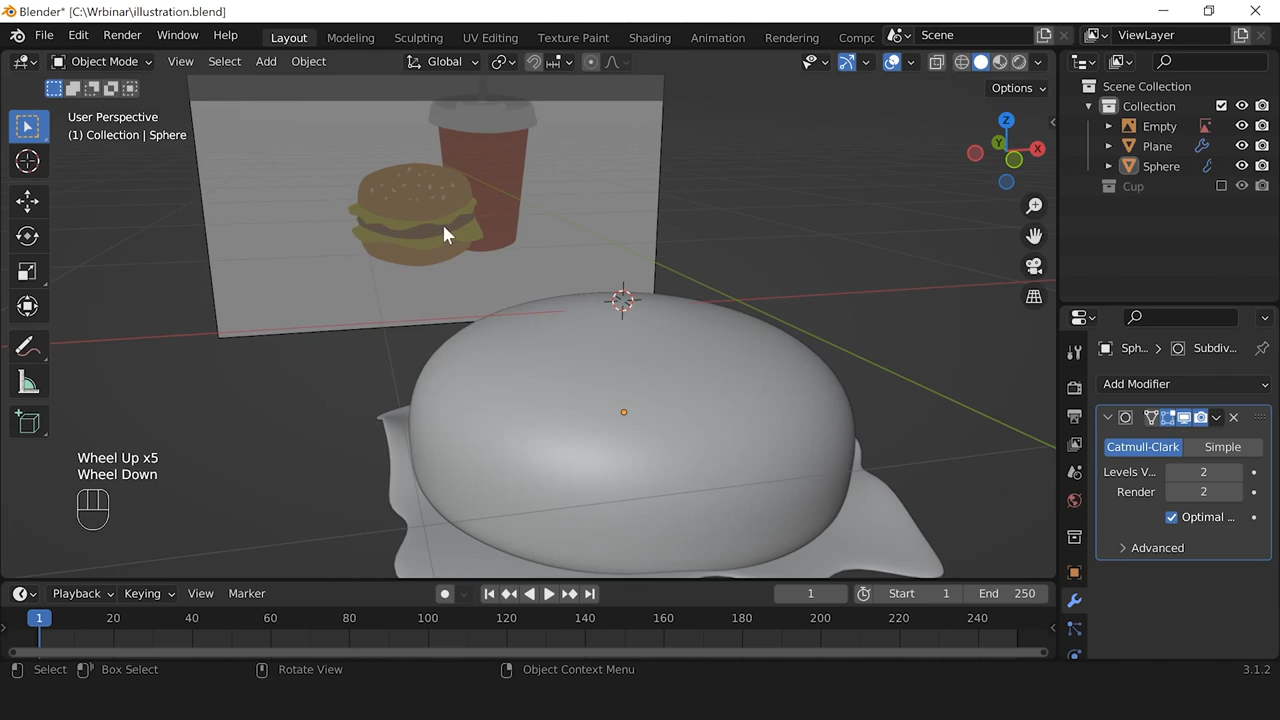 Blender* [C:\Wrbinar\illustration.blend]
File Edit Render Window Help Layout Modeling Sculpting UV Editing Texture Paint Shading Animation Rendering Compc Scene ViewLayer
Object Mode View Select Add Object Global
Options
User Perspective
(1) Collection | Sphere
Z
Y
X
Scene Collection
Collection
Empty
Plane
Sphere
Cup
Sph... > Subdiv...
Add Modifier
Catmull-Clark Simple
Levels V... 2
Render 2
Optimal ...
Advanced
Wheel Up x5
Wheel Down
Playback Keying View Marker 1 Start 1 End 250
1 20 40 60 80 100 120 140 160 180 200 220 240
Select Box Select Rotate View Object Context Menu 3.1.2